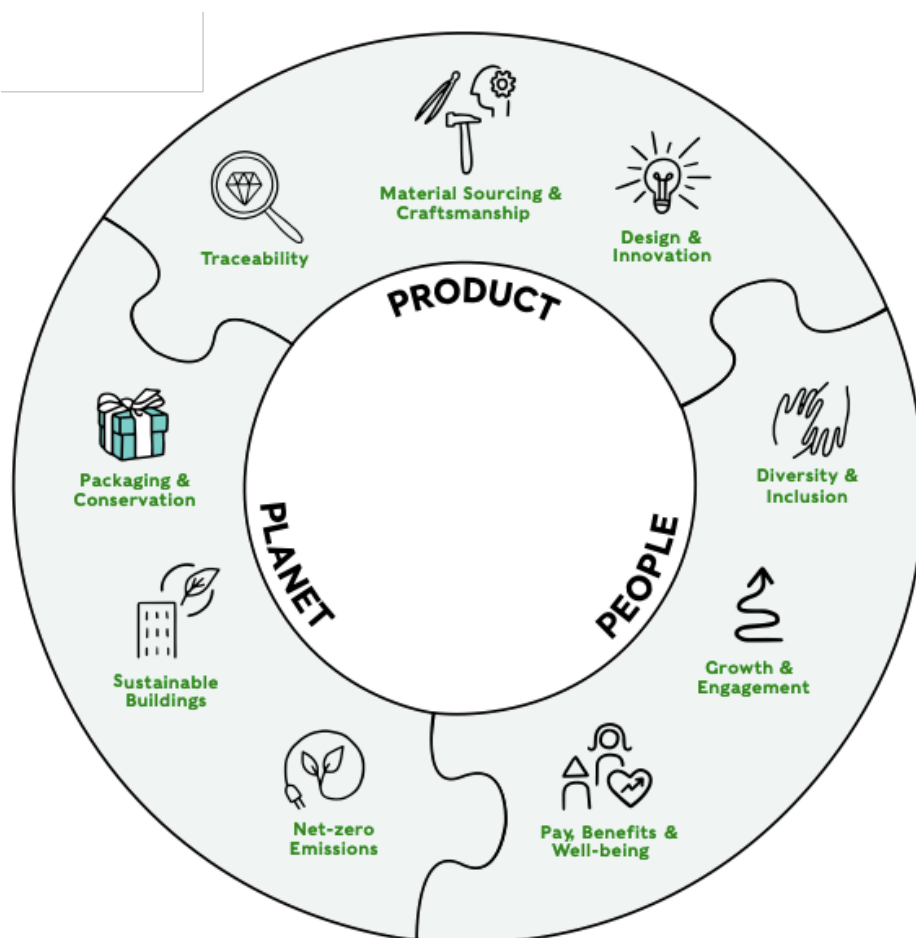 Material Sourcing &
Craftsmanship
Design &
Innovation
Traceability
PRODUCT
Diversity &
Inclusion
Growth &
Engagement
Pay, Benefits &
Well-being
PEOPLE
Net-zero
Emissions
Sustainable
Buildings
Packaging &
Conservation
PLANET